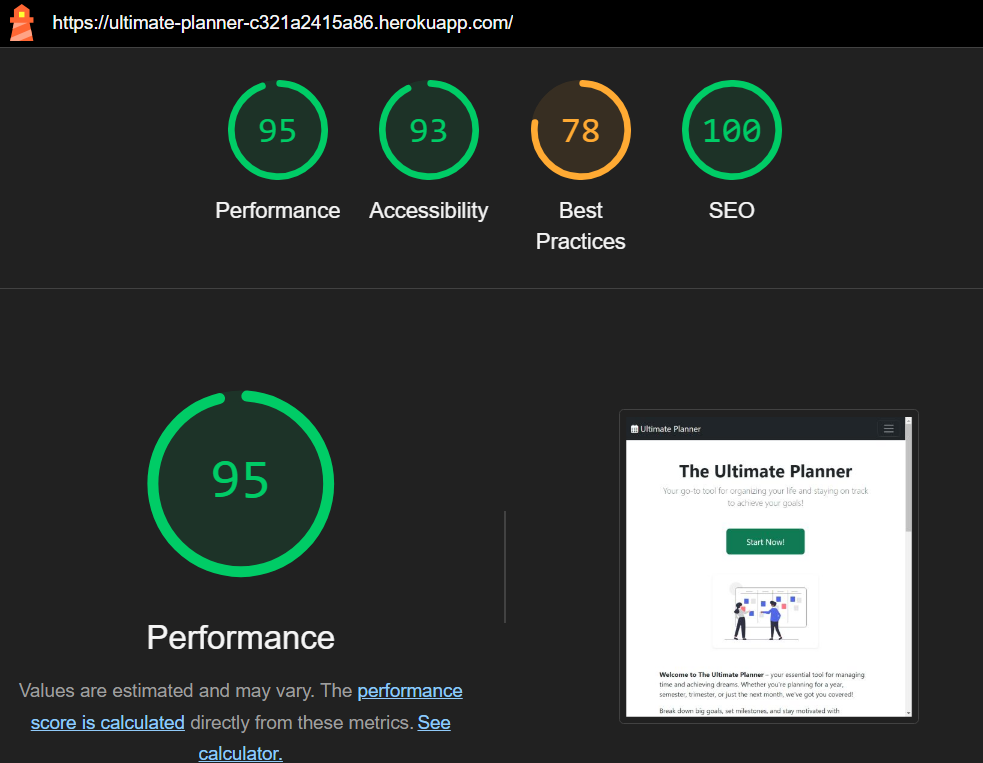 https://ultimate-planner-c321a2415a86.herokuapp.com/
95
93
78
100
Performance
Accessibility
Best
Practices
SEO
95
Performance
Values are estimated and may vary. The performance
score is calculated directly from these metrics. See
calculator.
Ultimate Planner
The Ultimate Planner
Your go-to tool for organizing your life and staying on track
to achieve your goals!
Start Now!
Welcome to The Ultimate Planner – your essential tool for managing
time and achieving dreams. Whether you're planning for a year,
semester, trimester, or just the next month, we've got you covered!
Break down big goals, set milestones, and stay motivated with